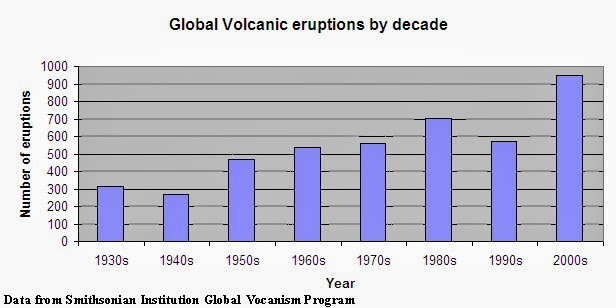 Global Volcanic eruptions by decade
Number of eruptions
1000
900
800
700
600
500
400
300
200
100
0
1930s 1940s 1950s 1960s 1970s 1980s 1990s 2000s
Year
Data from Smithsonian Institution Global Vocanism Program